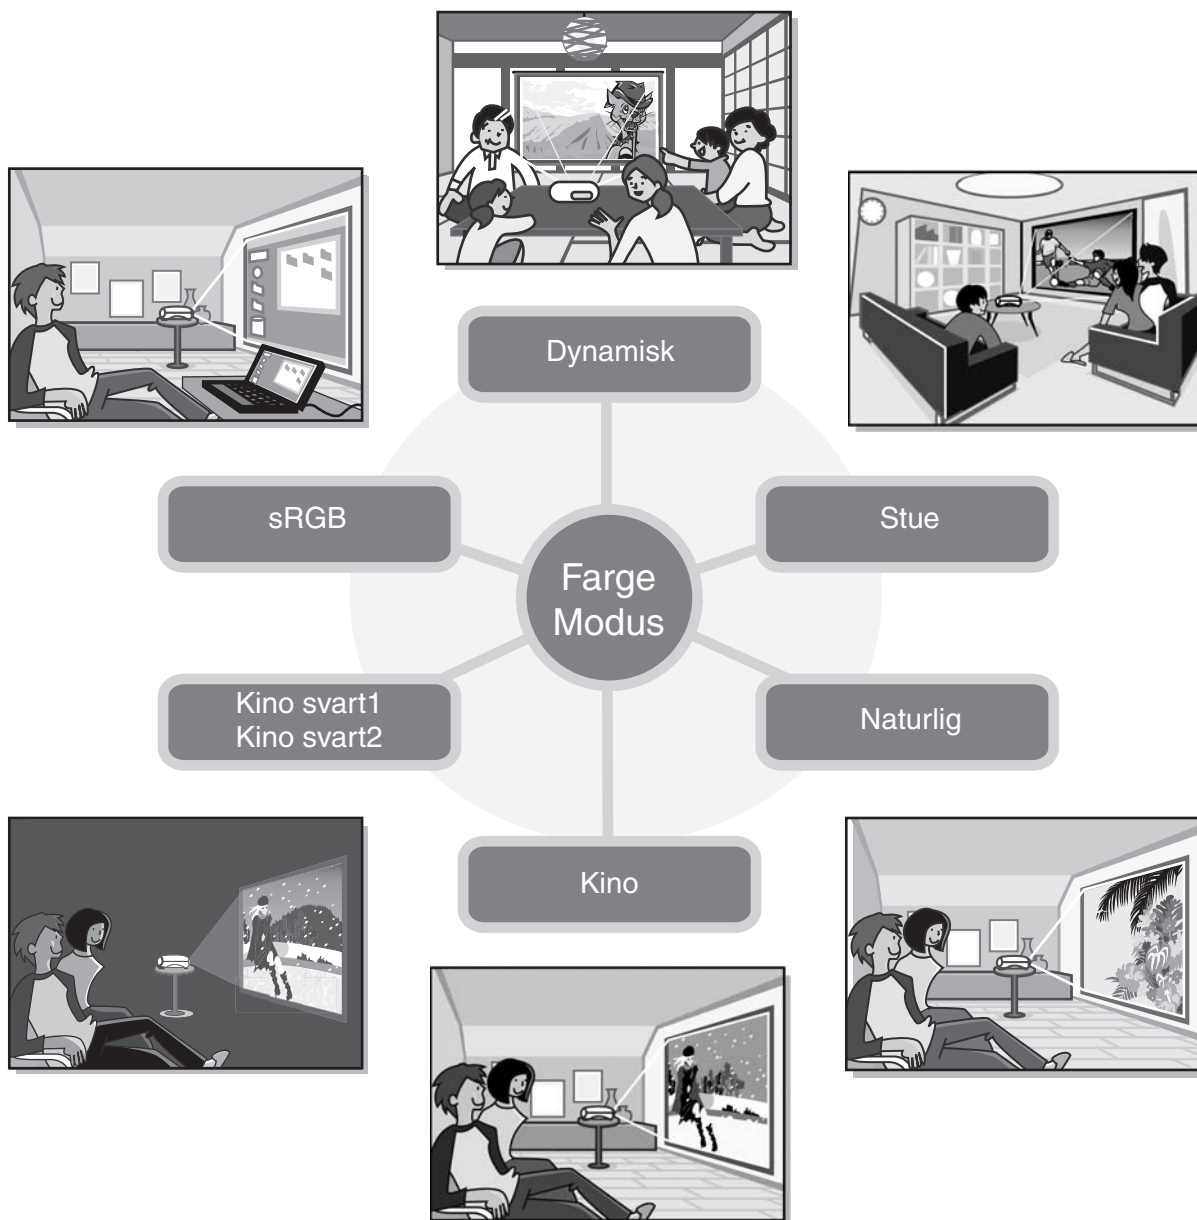 Dynamisk
sRGB
Stue
Farge
Modus
Kino svart1
Kino svart2
Naturlig
Kino